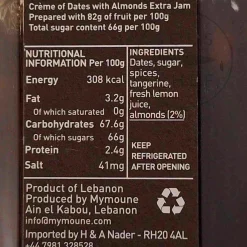 Crème of Dates with Almonds Extra Jam
Prepared with 82g of fruit per 100g
Total sugar content 66g per 100g
NUTRITIONAL
INFORMATION Per 100g
Energy 308 kcal
Fat 3.2g
Of which saturated 0g
Carbohydrates 67.6g
Of which sugars 66g
Protein 2.4g
Salt 41mg
INGREDIENTS
Dates, sugar,
spices,
tangerine,
fresh lemon
juice,
almonds (2%)
KEEP
REFRIGERATED
AFTER OPENING
Product of Lebanon
Produced by Mymoune
Ain el Kabou, Lebanon
info@mymoune.com
Imported by H & A Nader - RH20 4AL
+44 7981 328528